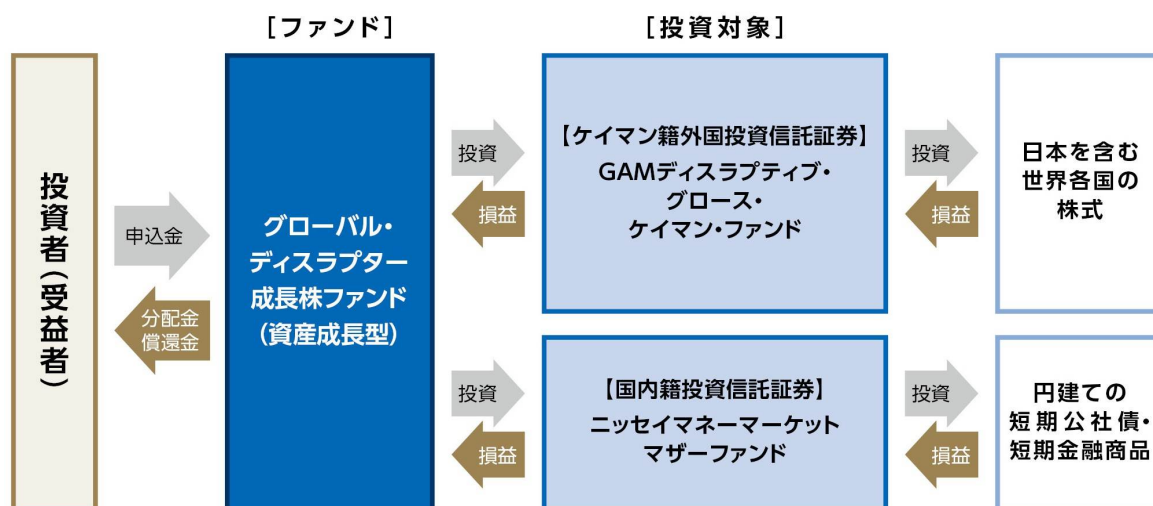 ［ファンド］
［投資対象］
投資者（受益者）
申込金
分配金
償還金
グローバル・
ディスラプター
成長株ファンド
（資産成長型）
投資
損益
【ケイマン籍外国投資信託証券】
GAMディスラプティブ・
グロース・
ケイマン・ファンド
投資
損益
日本を含む
世界各国の
株式
投資
損益
【国内籍投資信託証券】
ニッセイマネーマーケット
マザーファンド
投資
損益
円建ての
短期公社債・
短期金融商品